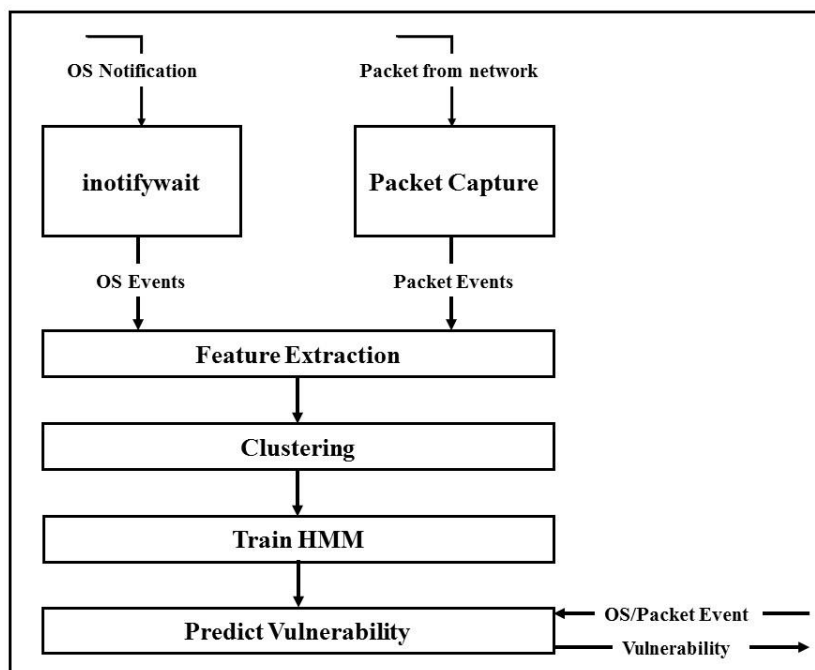 OS Notification
Packet from network
inotifywait
Packet Capture
OS Events
Packet Events
Feature Extraction
Clustering
Train HMM
Predict Vulnerability
OS/Packet Event
Vulnerability